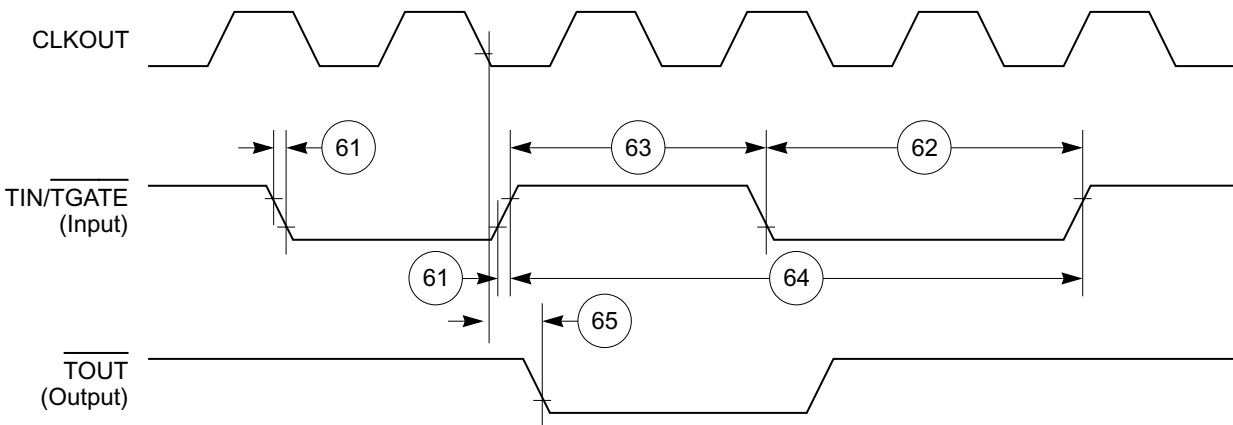 CLKOUT
61
63
62
TIN/TGATE
(Input)
61
64
65
TOUT
(Output)